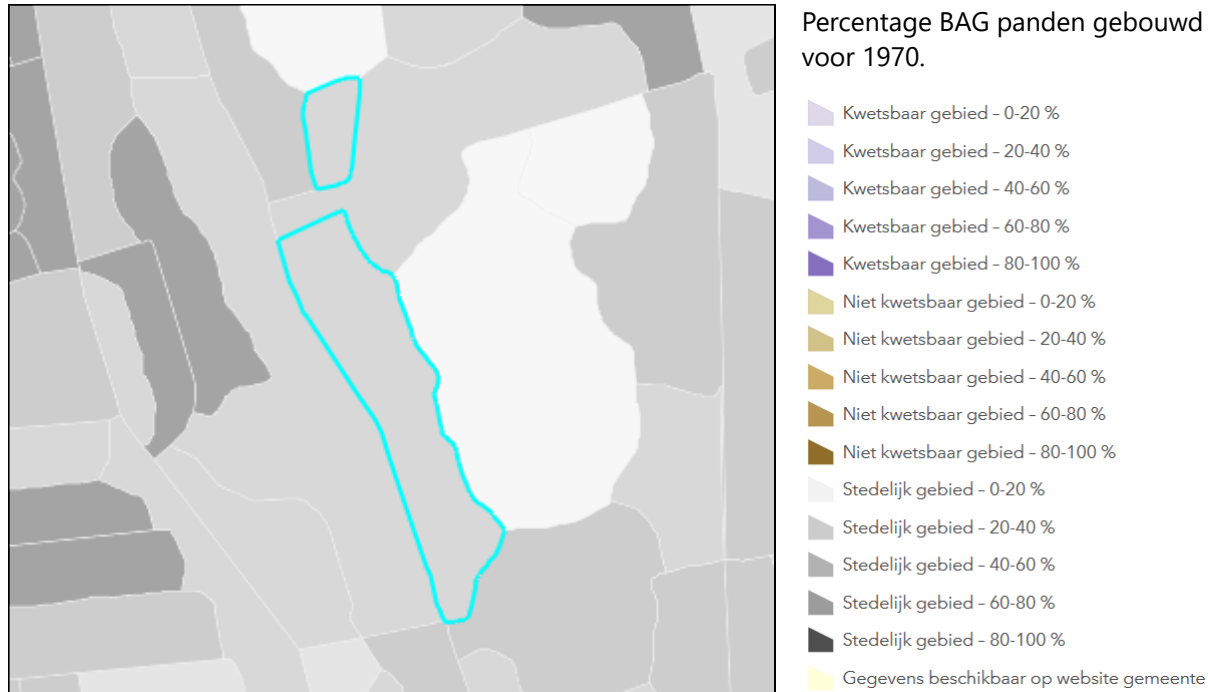 Percentage BAG panden gebouwd
voor 1970.
Kwetsbaar gebied – 0-20 %
Kwetsbaar gebied – 20-40 %
Kwetsbaar gebied – 40-60 %
Kwetsbaar gebied – 60-80 %
Kwetsbaar gebied – 80-100 %
Niet kwetsbaar gebied – 0-20 %
Niet kwetsbaar gebied – 20-40 %
Niet kwetsbaar gebied – 40-60 %
Niet kwetsbaar gebied – 60-80 %
Niet kwetsbaar gebied – 80-100 %
Stedelijk gebied – 0-20 %
Stedelijk gebied – 20-40 %
Stedelijk gebied – 40-60 %
Stedelijk gebied – 60-80 %
Stedelijk gebied – 80-100 %
Gegevens beschikbaar op website gemeente